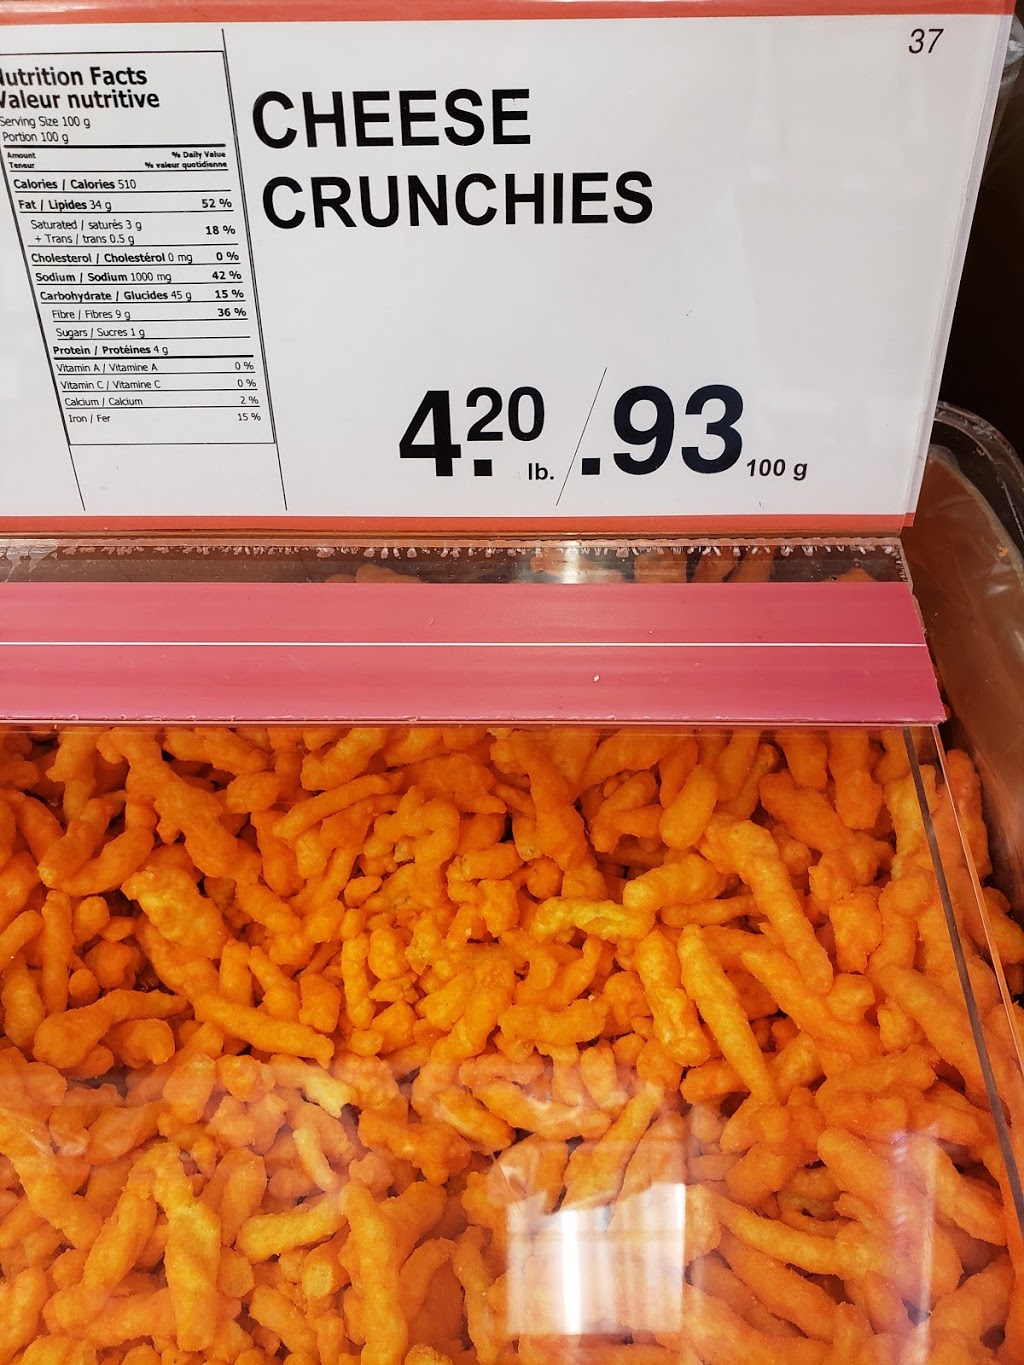 37
Nutrition Facts
Valeur nutritive
Serving Size 100 g
Portion 100 g
Amount % Daily Value
Teneur % valeur quotidienne
Calories / Calories 510
Fat / Lipides 34 g 52 %
Saturated / saturés 3 g
+ Trans / trans 0.5 g 18 %
Cholesterol / Cholestérol 0 mg 0 %
Sodium / Sodium 1000 mg 42 %
Carbohydrate / Glucides 45 g 15 %
Fibre / Fibres 9 g 36 %
Sugars / Sucres 1 g
Protein / Protéines 4 g
Vitamin A / Vitamine A 0 %
Vitamin C / Vitamine C 0 %
Calcium / Calcium 2 %
Iron / Fer 15 %
CHEESE
CRUNCHIES
4.20 lb. / .93 100 g